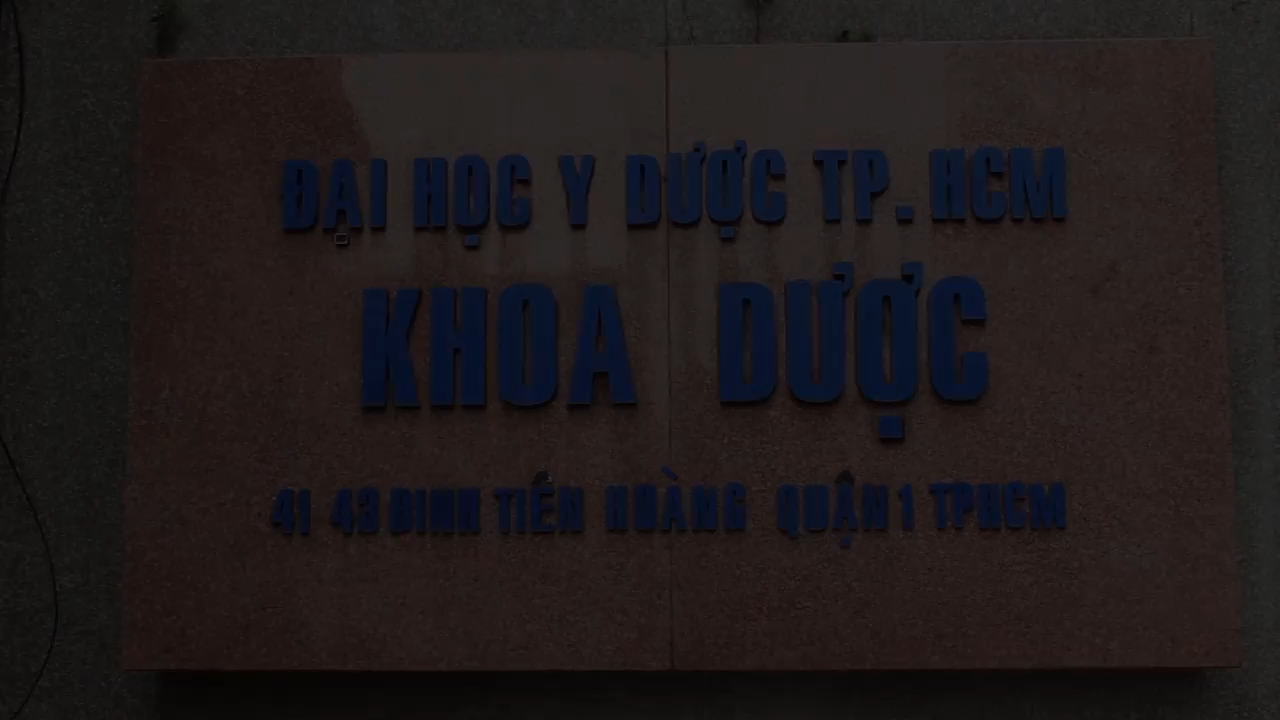 ĐẠI HỌC Y DƯỢC TP. HCM
KHOA DƯỢC
41 43 ĐINH TIÊN HOÀNG QUẬN 1 TPHCM